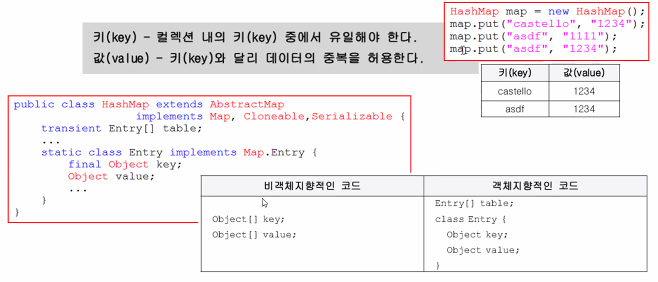 키(key) - 컬렉션 내의 키(key) 중에서 유일해야 한다.
값(value) - 키(key)와 달리 데이터의 중복을 허용한다.
HashMap map = new HashMap();
map.put("castello", "1234");
map.put("asdf", "1111");
map.put("asdf", "1234");
키(key) 값(value)
castello 1234
asdf 1234
public class HashMap extends AbstractMap
implements Map, Cloneable,Serializable {
transient Entry[] table;
...
static class Entry implements Map.Entry {
final Object key;
Object value;
...
}
}
비객체지향적인 코드 객체지향적인 코드
Object[] key;
Object[] value;
Entry[] table;
class Entry {
Object key;
Object value;
}